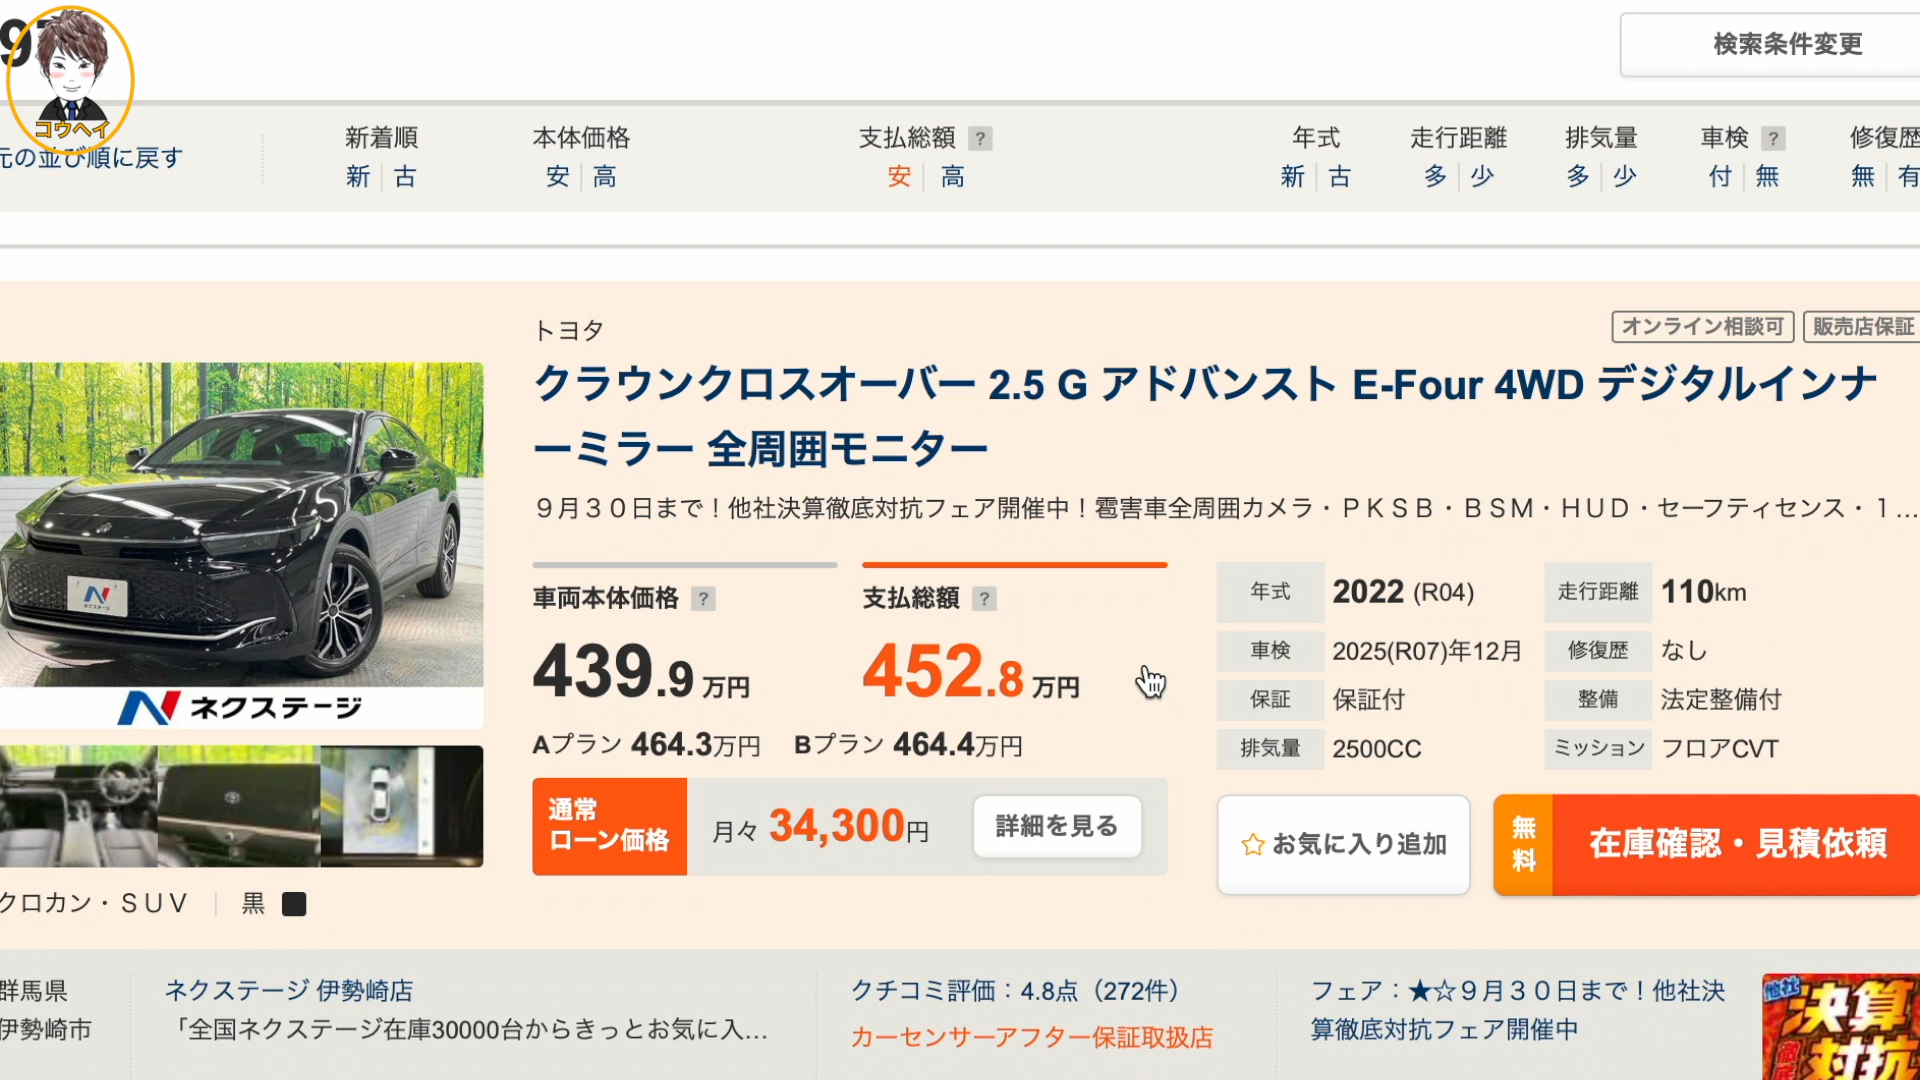 97
コウヘイ
検索条件変更
元の並び順に戻す
新着順
新 古
本体価格
安 高
支払総額 ?
安 高
年式
新 古
走行距離
多 少
排気量
多 少
車検 ?
付 無
修復歴
無 有
トヨタ
オンライン相談可 販売店保証
クラウンクロスオーバー 2.5 G アドバンスト E-Four 4WD デジタルインナ
ーミラー 全周囲モニター
９月３０日まで！他社決算徹底対抗フェア開催中！雹害車全周囲カメラ・ＰＫＳＢ・ＢＳＭ・ＨＵＤ・セーフティセンス・１…
ネクステージ
車両本体価格 ?
439.9万円
支払総額 ?
452.8万円
Aプラン 464.3万円 Bプラン 464.4万円
通常
ローン価格
月々 34,300円
詳細を見る
年式 2022 (R04)
走行距離 110km
車検 2025(R07)年12月
修復歴 なし
保証 保証付
整備 法定整備付
排気量 2500CC
ミッション フロアCVT
☆お気に入り追加
無料
在庫確認・見積依頼
クロカン・ＳＵＶ 黒
群馬県
伊勢崎市
ネクステージ 伊勢崎店
「全国ネクステージ在庫30000台からきっとお気に入…
クチコミ評価：4.8点（272件）
カーセンサーアフター保証取扱店
フェア：★☆９月３０日まで！他社決
算徹底対抗フェア開催中
他社
決算
対抗